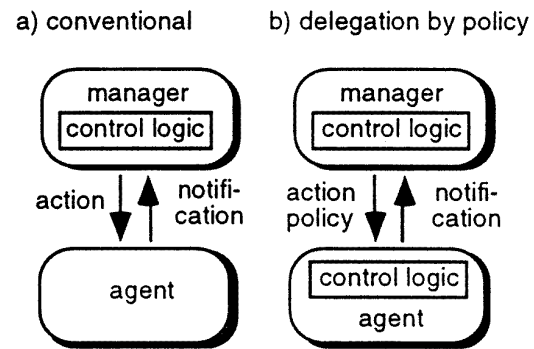 a) conventional
manager
control logic
action
notifi-
cation
agent
b) delegation by policy
manager
control logic
action
policy
notifi-
cation
control logic
agent